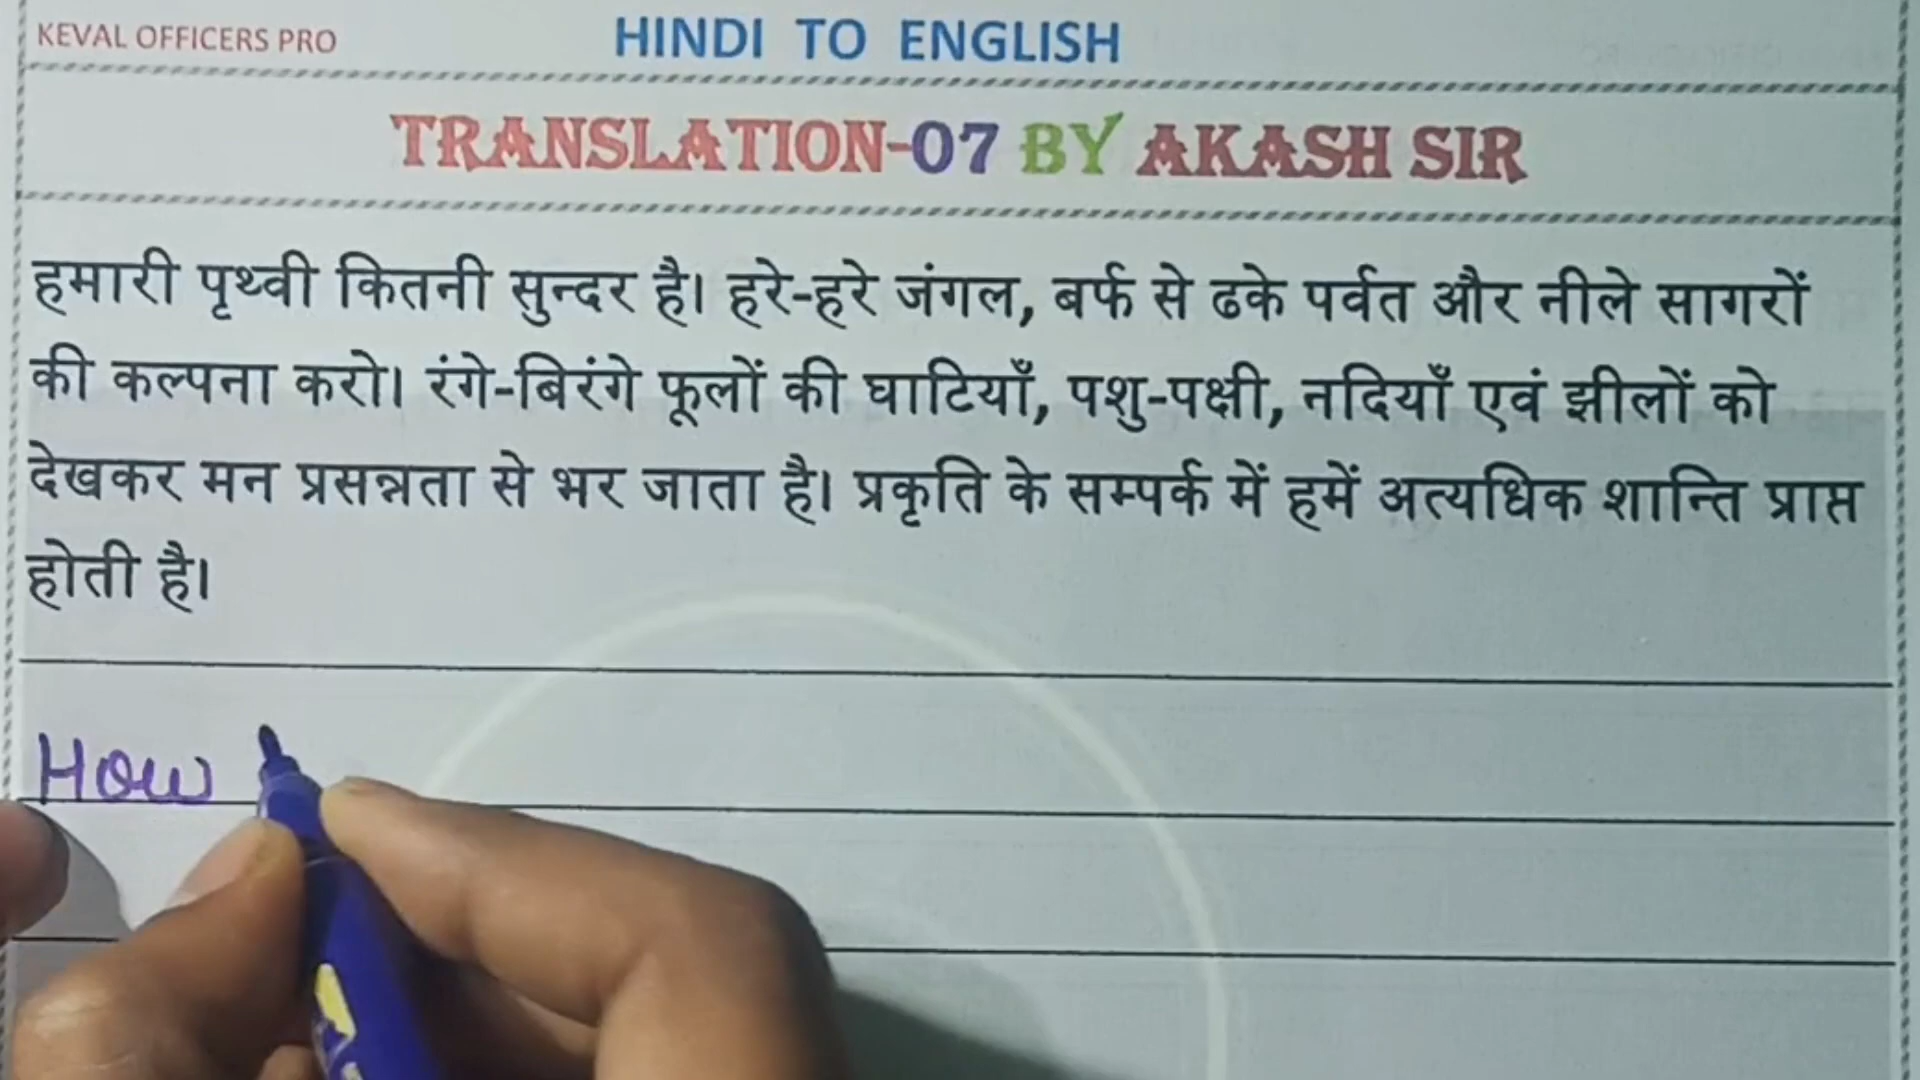 KEVAL OFFICERS PRO
HINDI TO ENGLISH
TRANSLATION-07 BY AKASH SIR
हमारी पृथ्वी कितनी सुन्दर है। हरे-हरे जंगल, बर्फ से ढके पर्वत और नीले सागरों
की कल्पना करो। रंगे-बिरंगे फूलों की घाटियाँ, पशु-पक्षी, नदियाँ एवं झीलों को
देखकर मन प्रसन्नता से भर जाता है। प्रकृति के सम्पर्क में हमें अत्यधिक शान्ति प्राप्त
होती है।
How